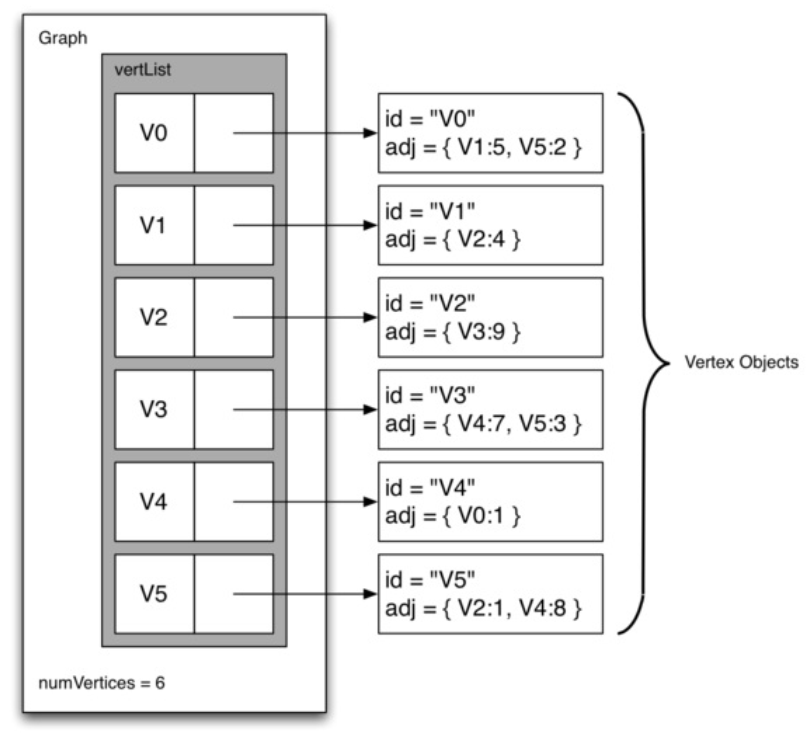 Graph
vertList
V0
id = "V0"
adj = { V1:5, V5:2 }
V1
id = "V1"
adj = { V2:4 }
V2
id = "V2"
adj = { V3:9 }
V3
id = "V3"
adj = { V4:7, V5:3 }
V4
id = "V4"
adj = { V0:1 }
V5
id = "V5"
adj = { V2:1, V4:8 }
Vertex Objects
numVertices = 6